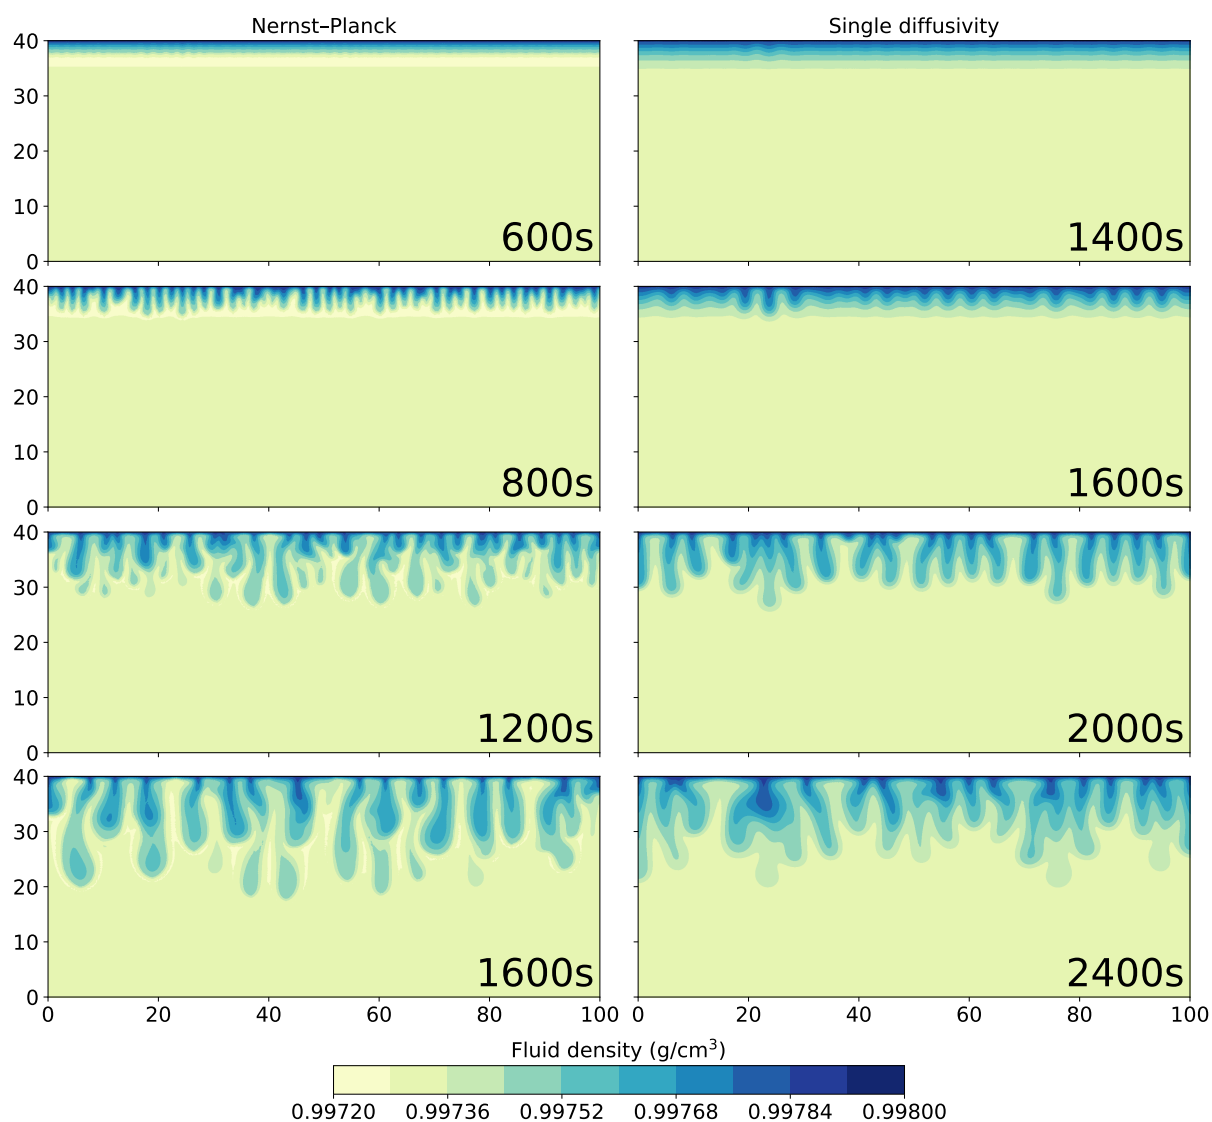 Nernst–Planck Single diffusivity
40
30
20
10
0
600s 1400s
40
30
20
10
0
800s 1600s
40
30
20
10
0
1200s 2000s
40
30
20
10
0
1600s 2400s
0 20 40 60 80 100 0 20 40 60 80 100
Fluid density (g/cm³)
0.99720 0.99736 0.99752 0.99768 0.99784 0.99800